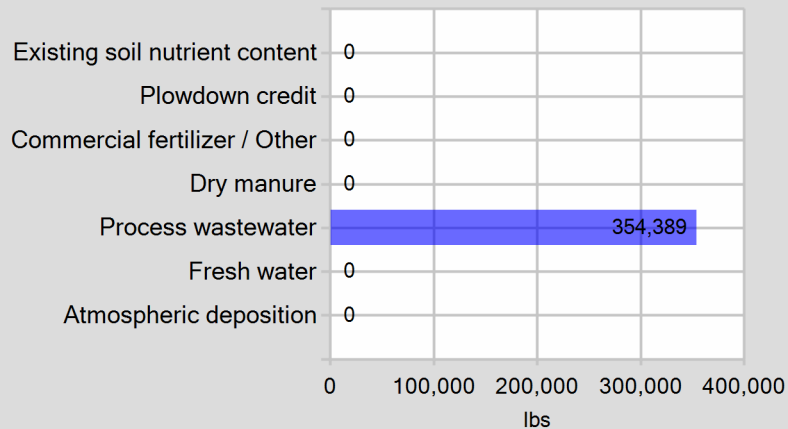 Existing soil nutrient content 0
Plowdown credit 0
Commercial fertilizer / Other 0
Dry manure 0
Process wastewater 354,389
Fresh water 0
Atmospheric deposition 0
0 100,000 200,000 300,000 400,000
lbs